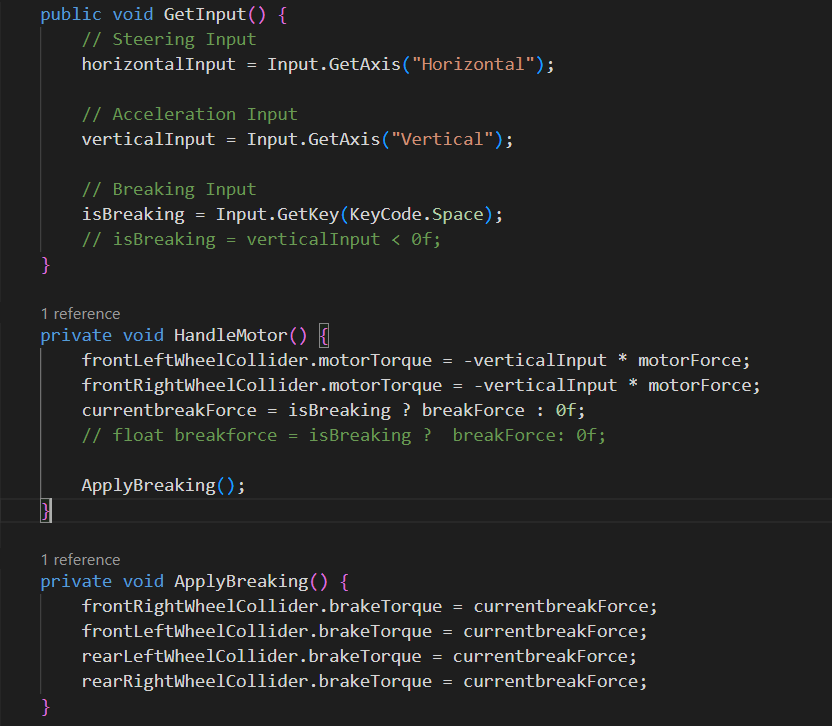 public void GetInput() {
// Steering Input
horizontalInput = Input.GetAxis("Horizontal");
// Acceleration Input
verticalInput = Input.GetAxis("Vertical");
// Breaking Input
isBreaking = Input.GetKey(KeyCode.Space);
// isBreaking = verticalInput < 0f;
}
1 reference
private void HandleMotor() {
frontLeftWheelCollider.motorTorque = -verticalInput * motorForce;
frontRightWheelCollider.motorTorque = -verticalInput * motorForce;
currentbreakForce = isBreaking ? breakForce : 0f;
// float breakforce = isBreaking ?  breakForce: 0f;
ApplyBreaking();
}
1 reference
private void ApplyBreaking() {
frontRightWheelCollider.brakeTorque = currentbreakForce;
frontLeftWheelCollider.brakeTorque = currentbreakForce;
rearLeftWheelCollider.brakeTorque = currentbreakForce;
rearRightWheelCollider.brakeTorque = currentbreakForce;
}